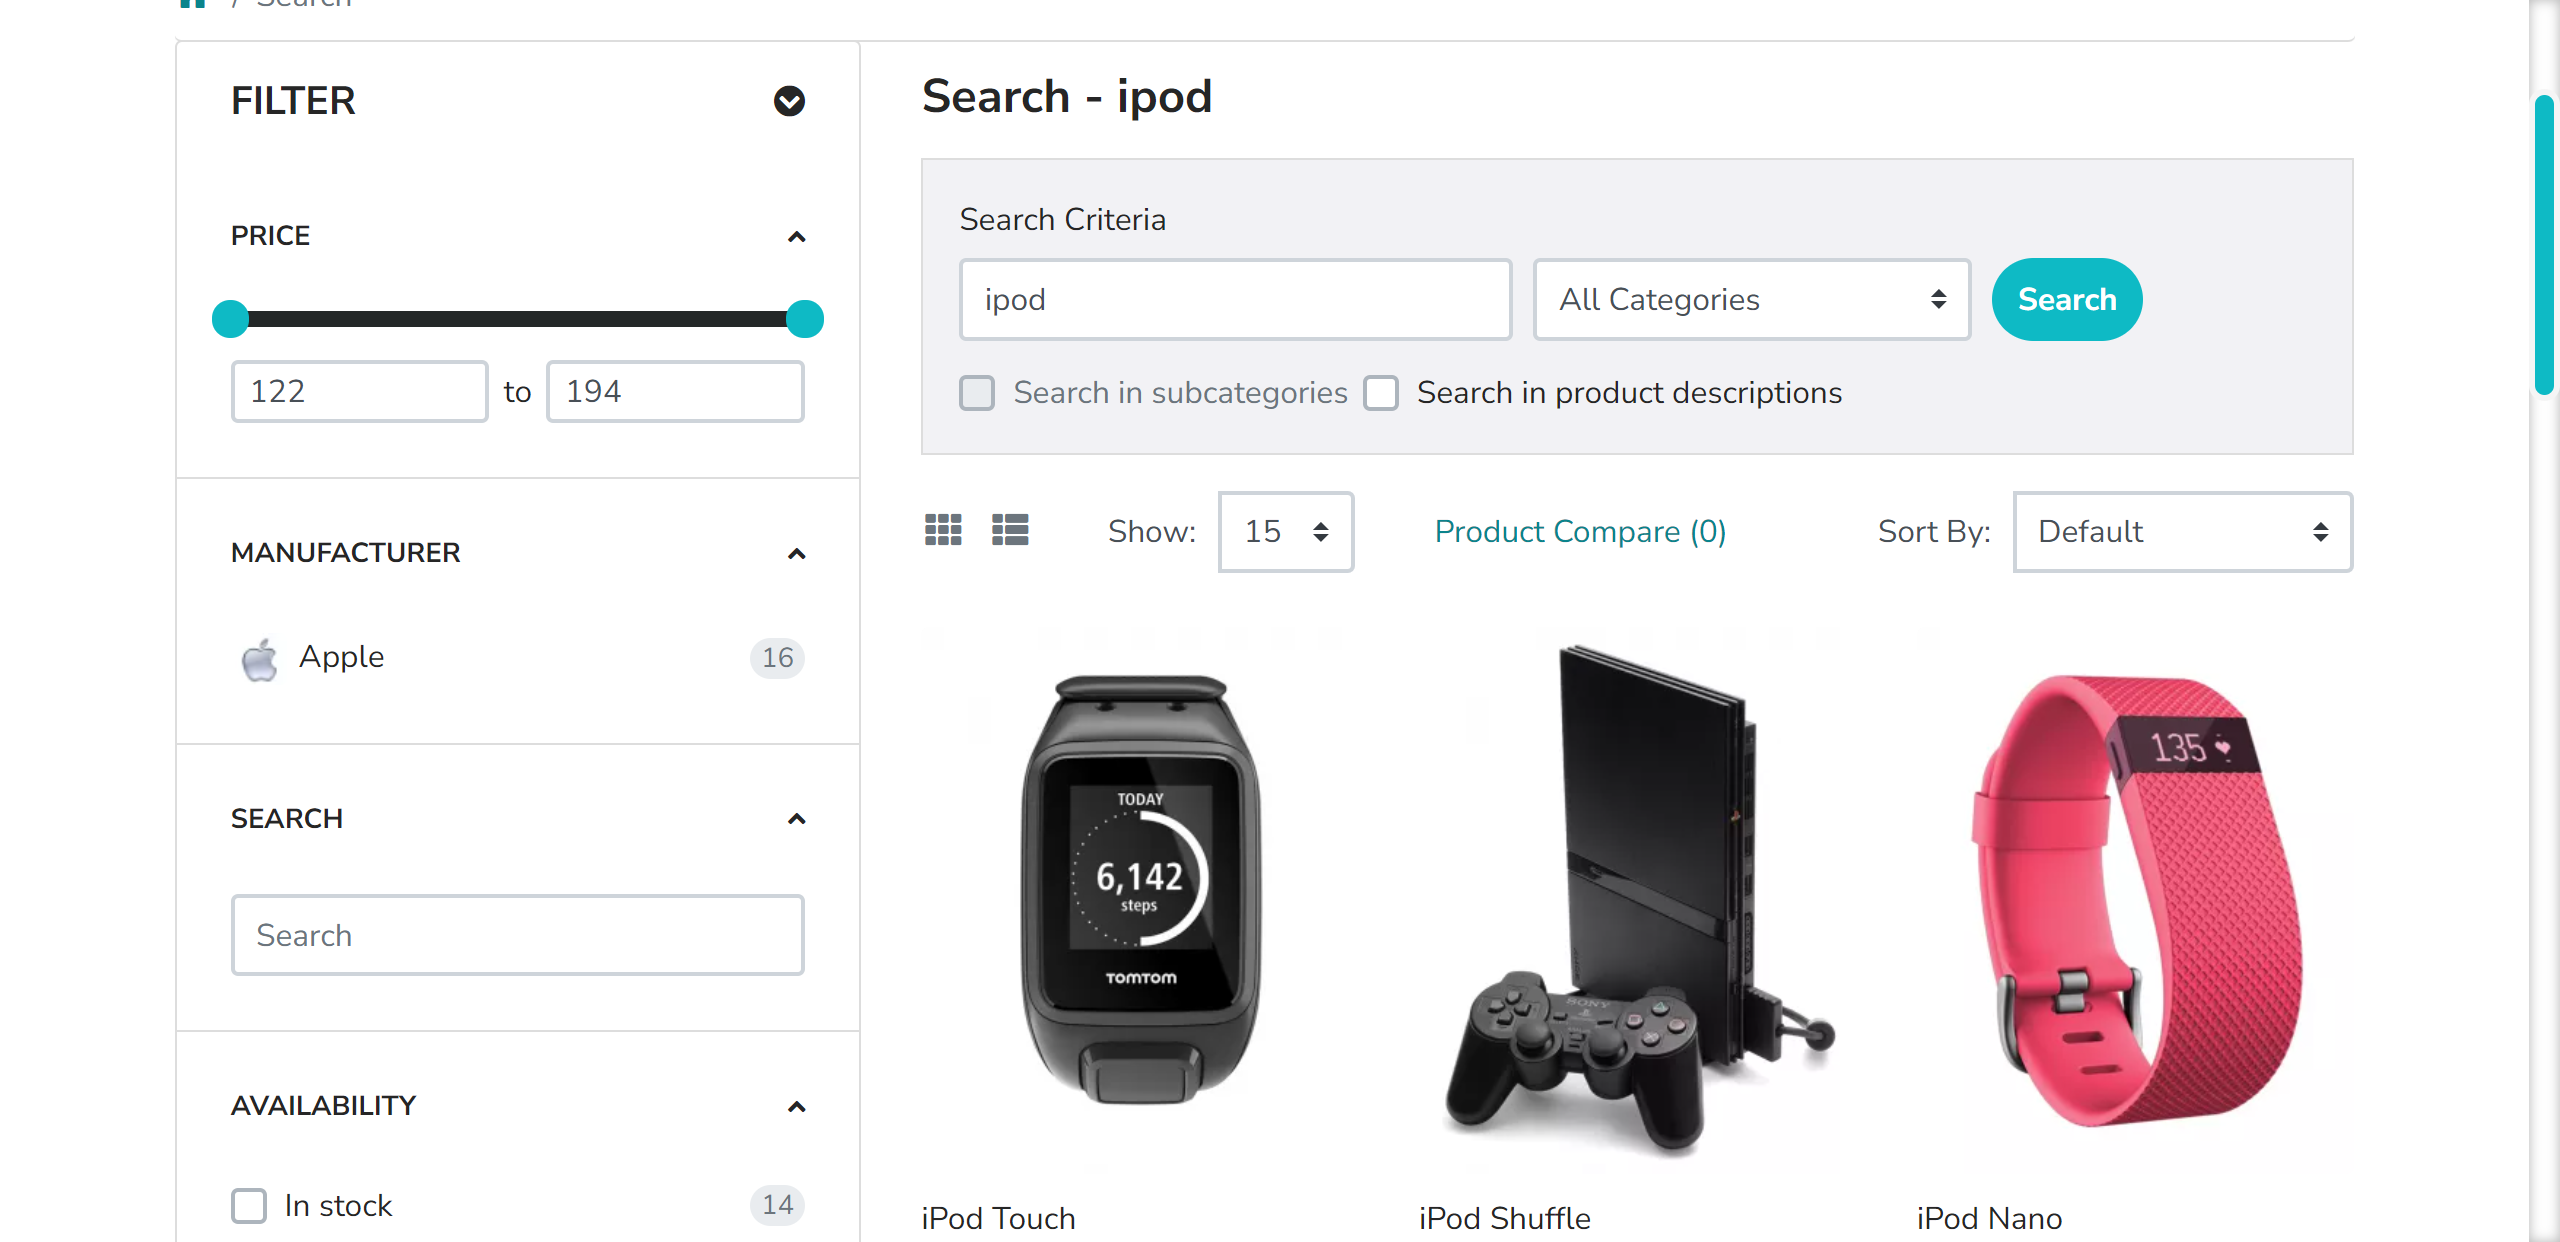 / Search
FILTER
PRICE
122 to 194
MANUFACTURER
Apple 16
SEARCH
Search
AVAILABILITY
In stock 14
Search - ipod
Search Criteria
ipod All Categories Search
Search in subcategories Search in product descriptions
Show: 15 Product Compare (0) Sort By: Default
TODAY
6,142
steps
TOMTOM
SONY
135
iPod Touch iPod Shuffle iPod Nano